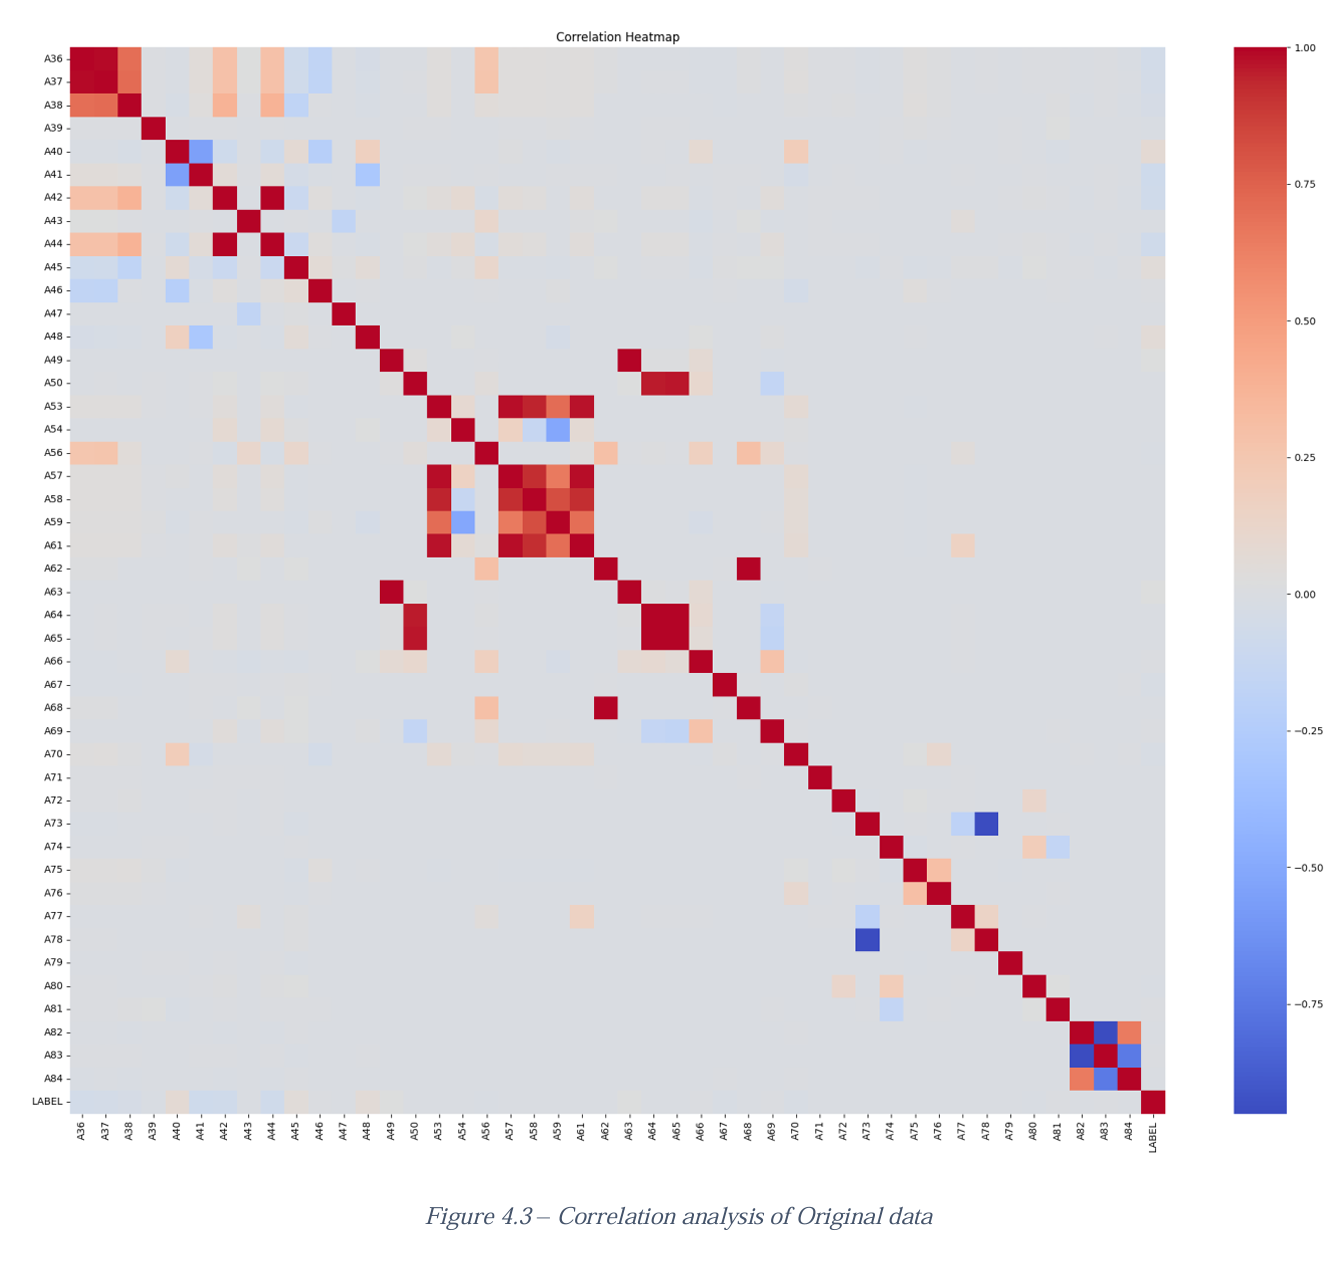 Correlation Heatmap
A36
A37
A38
A39
A40
A41
A42
A43
A44
A45
A46
A47
A48
A49
A50
A53
A54
A56
A57
A58
A59
A61
A62
A63
A64
A65
A66
A67
A68
A69
A70
A71
A72
A73
A74
A75
A76
A77
A78
A79
A80
A81
A82
A83
A84
LABEL
A36 A37 A38 A39 A40 A41 A42 A43 A44 A45 A46 A47 A48 A49 A50 A53 A54 A56 A57 A58 A59 A61 A62 A63 A64 A65 A66 A67 A68 A69 A70 A71 A72 A73 A74 A75 A76 A77 A78 A79 A80 A81 A82 A83 A84 LABEL
1.00
0.75
0.50
0.25
0.00
−0.25
−0.50
−0.75
Figure 4.3 – Correlation analysis of Original data